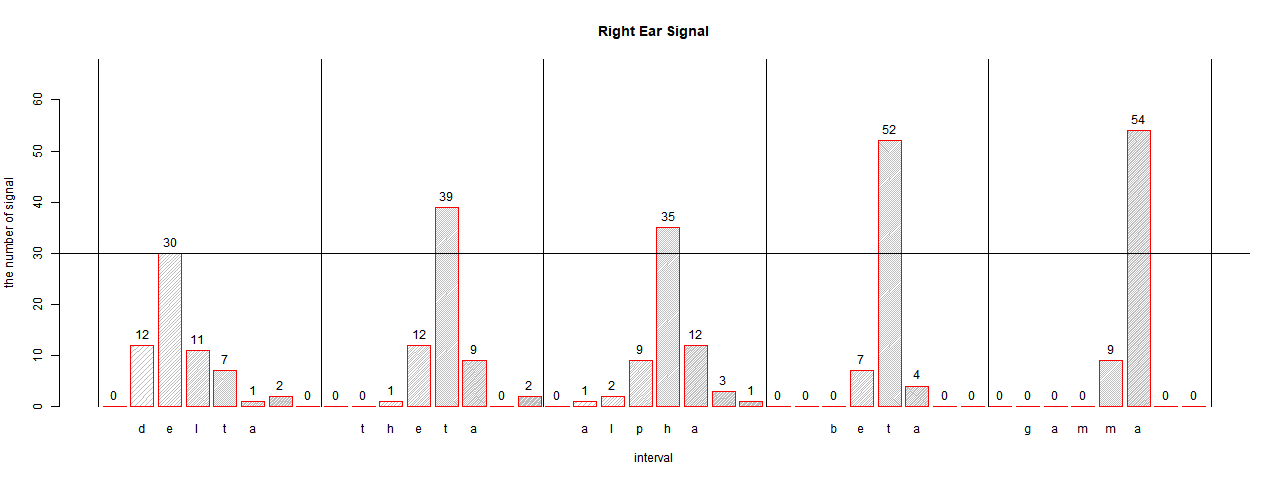 Right Ear Signal
the number of signal
60
50
40
30
20
10
0
0 12 30 11 7 1 2 0 0 0 1 12 39 9 0 2 0 1 2 9 35 12 3 1 0 0 0 7 52 4 0 0 0 0 0 0 9 54 0 0
d e l t a t h e t a a l p h a b e t a g a m m a
interval